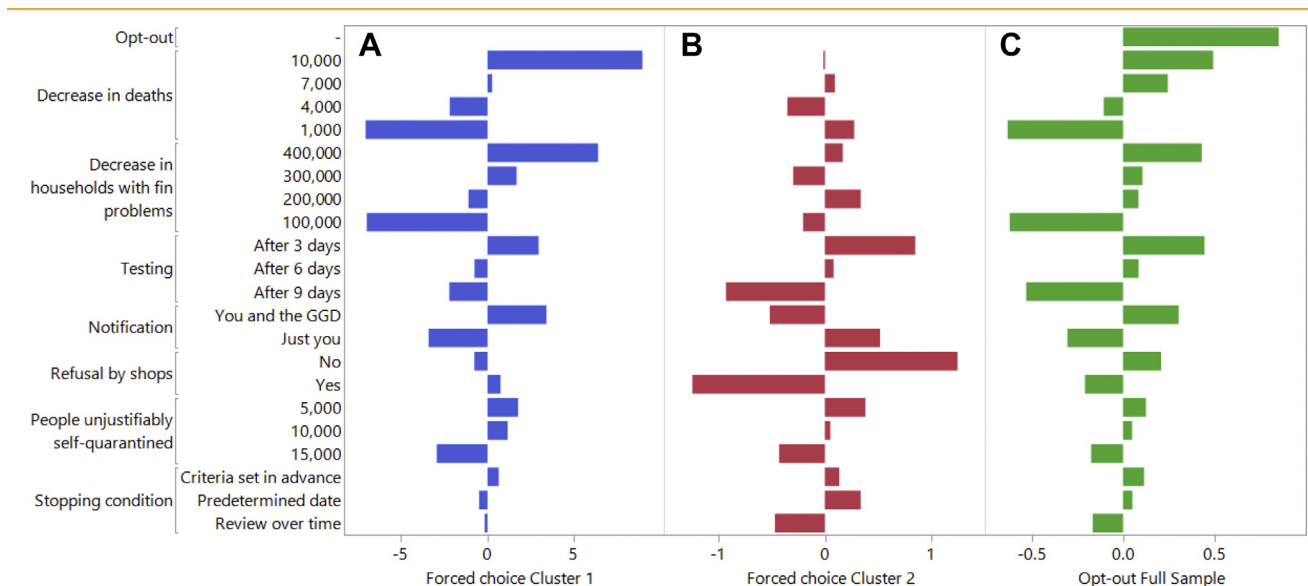 A
B
C
Opt-out
-
Decrease in deaths
10,000
7,000
4,000
1,000
Decrease in
households with fin
problems
400,000
300,000
200,000
100,000
Testing
After 3 days
After 6 days
After 9 days
Notification
You and the GGD
Just you
Refusal by shops
No
Yes
People unjustifiably
self-quarantined
5,000
10,000
15,000
Stopping condition
Criteria set in advance
Predetermined date
Review over time
-5 0 5
-1 0 1
-0.5 0.0 0.5
Forced choice Cluster 1
Forced choice Cluster 2
Opt-out Full Sample